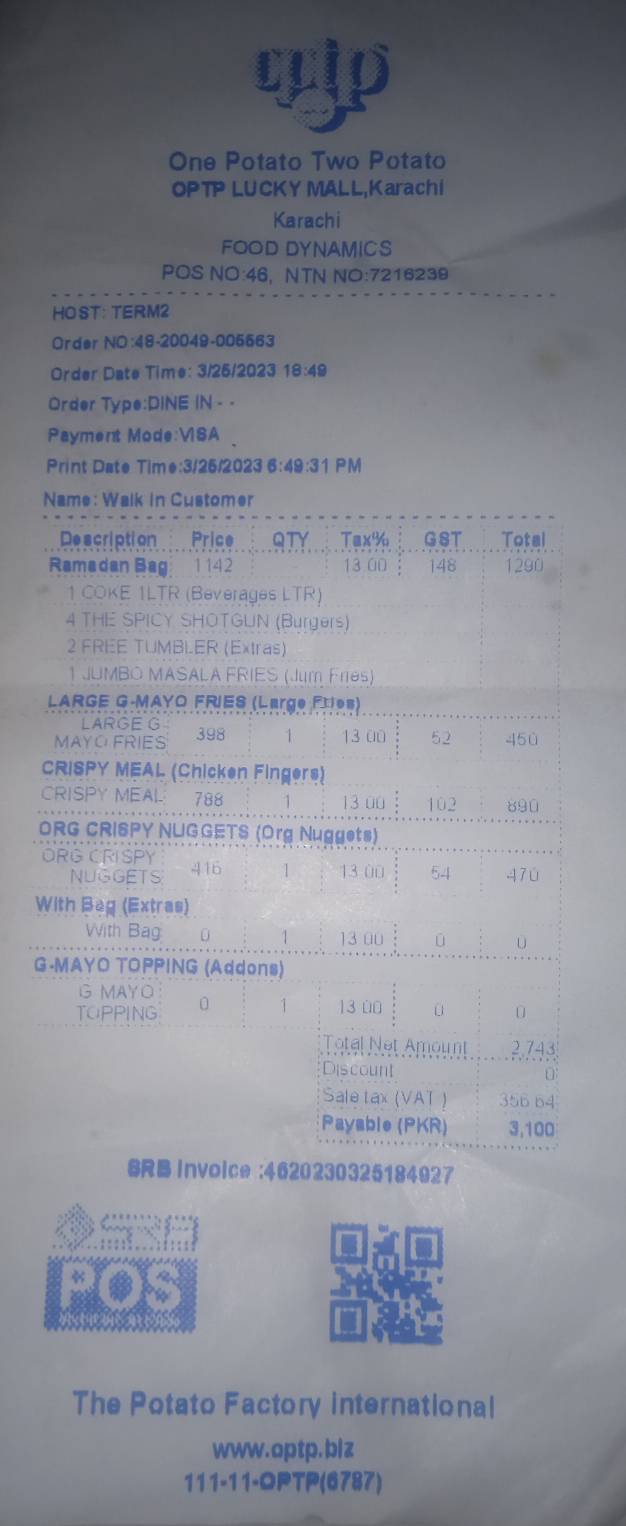 optp
One Potato Two Potato
OPTP LUCKY MALL,Karachi
Karachi
FOOD DYNAMICS
POS NO:46, NTN NO:7216239
HOST: TERM2
Order NO:48-20049-005563
Order Date Time: 3/25/2023 18:49
Order Type:DINE IN - -
Payment Mode:VISA
Print Date Time:3/25/2023 6:49:31 PM
Name: Walk In Customer
Description Price QTY Tax% GST Total
Ramadan Bag 1142 13.00 148 1290
1 COKE 1LTR (Beverages LTR)
4 THE SPICY SHOTGUN (Burgers)
2 FREE TUMBLER (Extras)
1 JUMBO MASALA FRIES (Jum Fries)
LARGE G-MAYO FRIES (Large Fries)
LARGE G
MAYO FRIES 398 1 13.00 52 450
CRISPY MEAL (Chicken Fingers)
CRISPY MEAL 788 1 13.00 102 890
ORG CRISPY NUGGETS (Org Nuggets)
ORG CRISPY
NUGGETS 416 1 13.00 54 470
With Bag (Extras)
With Bag 0 1 13.00 0 0
G-MAYO TOPPING (Addons)
G MAYO
TOPPING 0 1 13.00 0 0
Total Net Amount 2,743
Discount 0
Sale tax (VAT ) 356.64
Payable (PKR) 3,100
SRB Invoice :4620230325184927
SRB
POS
The Potato Factory International
www.optp.biz
111-11-OPTP(6787)